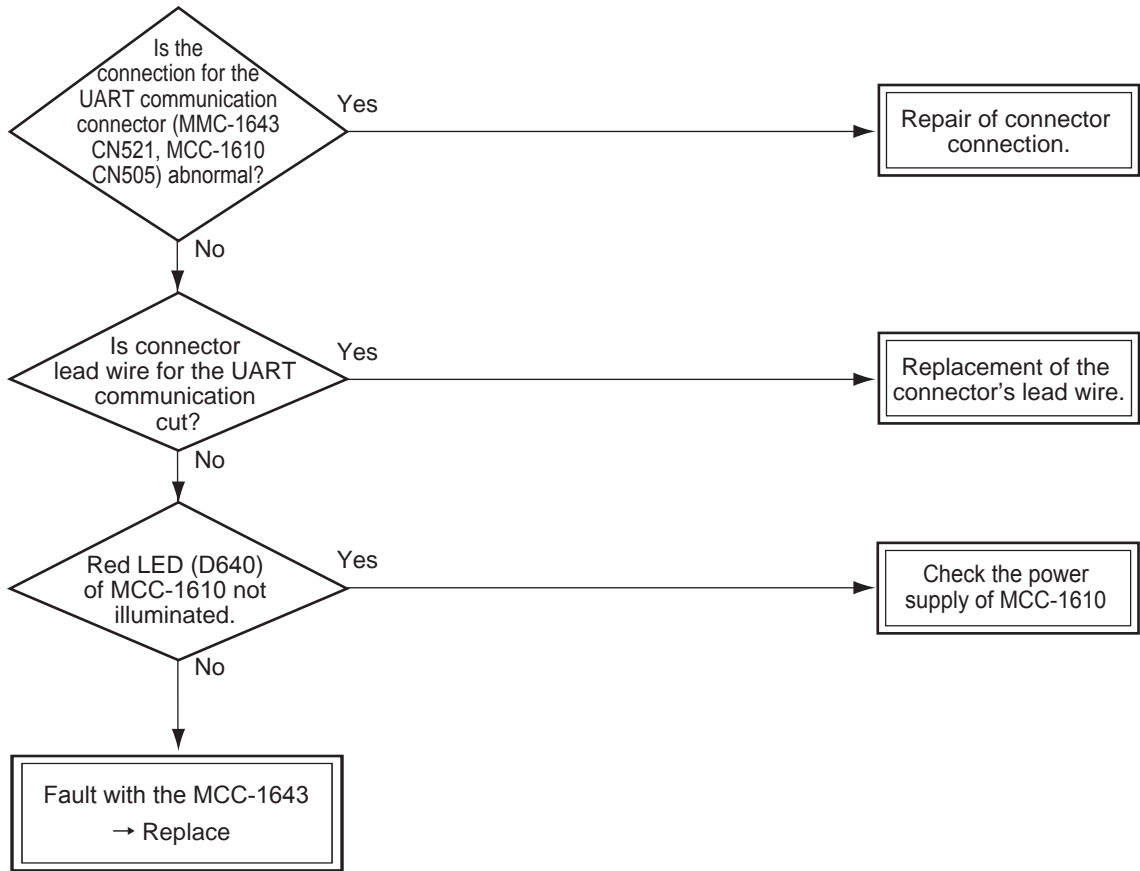 Is the
connection for the
UART communication
connector (MMC-1643
CN521, MCC-1610
CN505) abnormal?
Yes
Repair of connector
connection.
No
Is connector
lead wire for the UART
communication
cut?
Yes
Replacement of the
connector's lead wire.
No
Red LED (D640)
of MCC-1610 not
illuminated.
Yes
Check the power
supply of MCC-1610
No
Fault with the MCC-1643
→ Replace